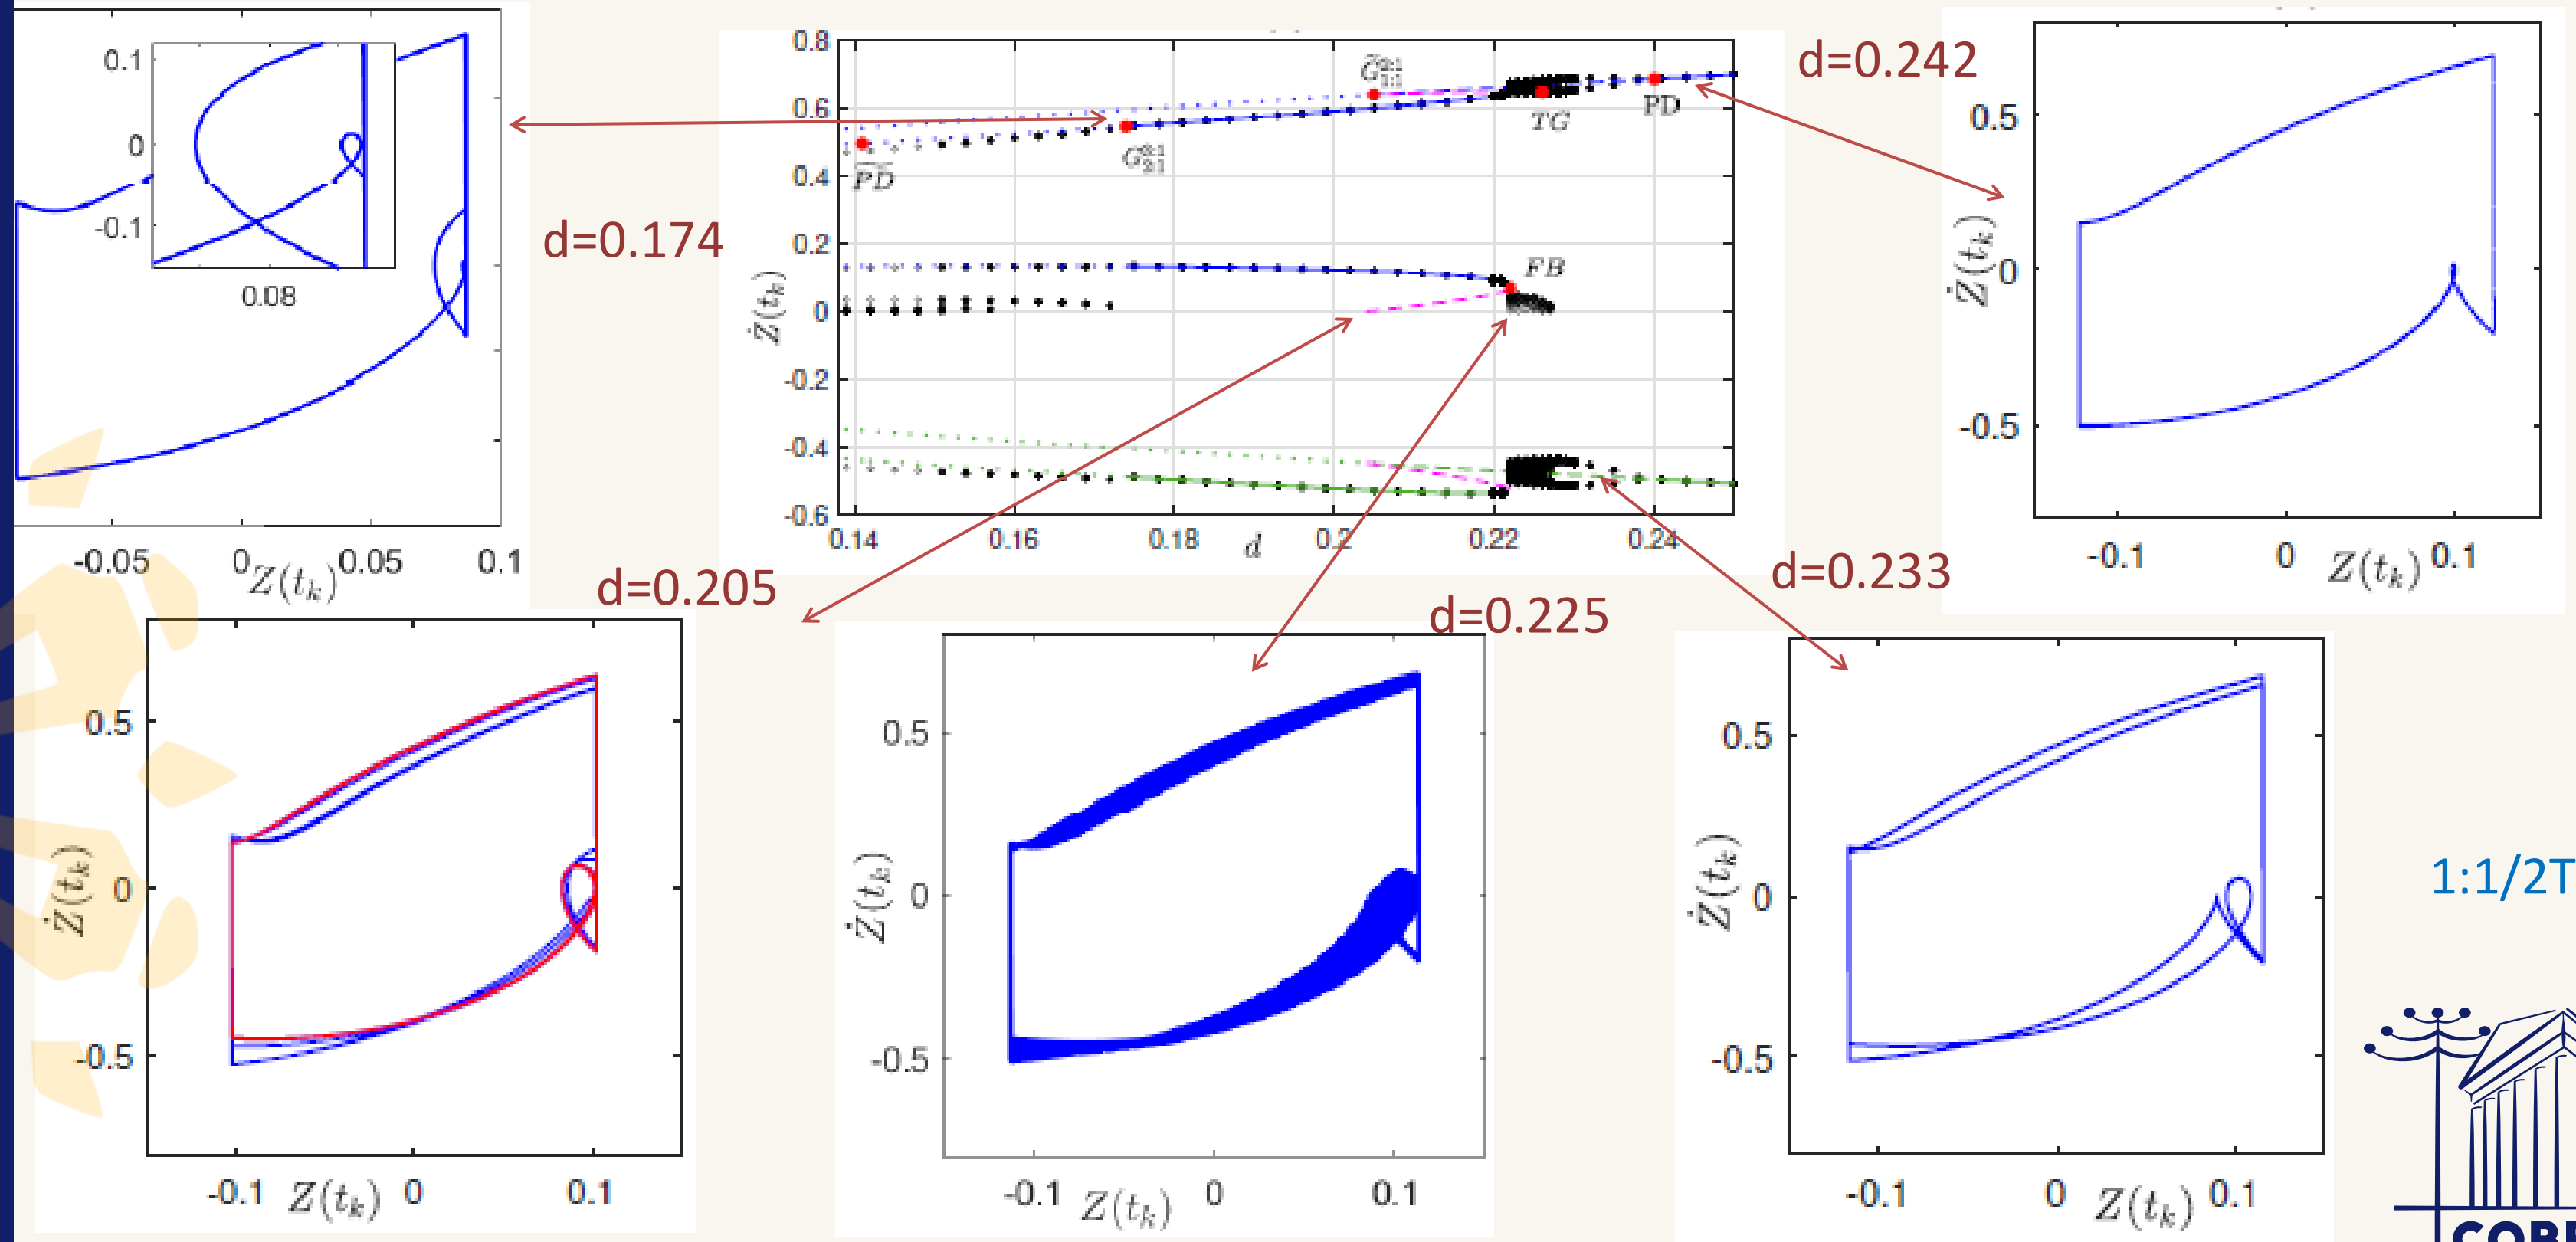 0.1
0
-0.1
0.08
-0.05
0
0.05
0.1
Z(t_k)
d=0.174
0.8
0.6
0.4
0.2
0
-0.2
-0.4
-0.6
Ż(t_k)
PD
TG
PD
FB
0.14
0.16
0.18
0.2
0.22
0.24
d
d=0.242
0.5
0
-0.5
Ż(t_k)
-0.1
0
0.1
Z(t_k)
d=0.205
d=0.225
d=0.233
0.5
0
-0.5
Ż(t_k)
-0.1
0
0.1
Z(t_k)
0.5
0
-0.5
Ż(t_k)
-0.1
0
0.1
Z(t_k)
0.5
0
-0.5
Ż(t_k)
-0.1
0
0.1
Z(t_k)
1:1/2T